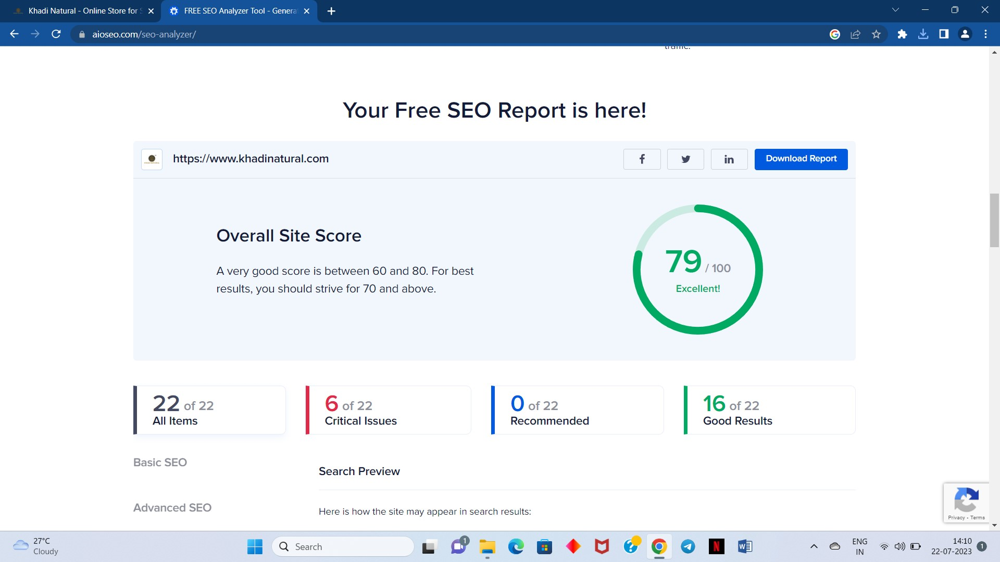 Khadi Natural - Online Store for S
FREE SEO Analyzer Tool - Genera
aioseo.com/seo-analyzer/
traffic.
Your Free SEO Report is here!
https://www.khadinatural.com
Download Report
Overall Site Score
A very good score is between 60 and 80. For best
results, you should strive for 70 and above.
79 / 100
Excellent!
22 of 22
All Items
6 of 22
Critical Issues
0 of 22
Recommended
16 of 22
Good Results
Basic SEO
Advanced SEO
Search Preview
Here is how the site may appear in search results:
Privacy - Terms
27°C
Cloudy
Search
1
ENG
IN
14:10
22-07-2023
1